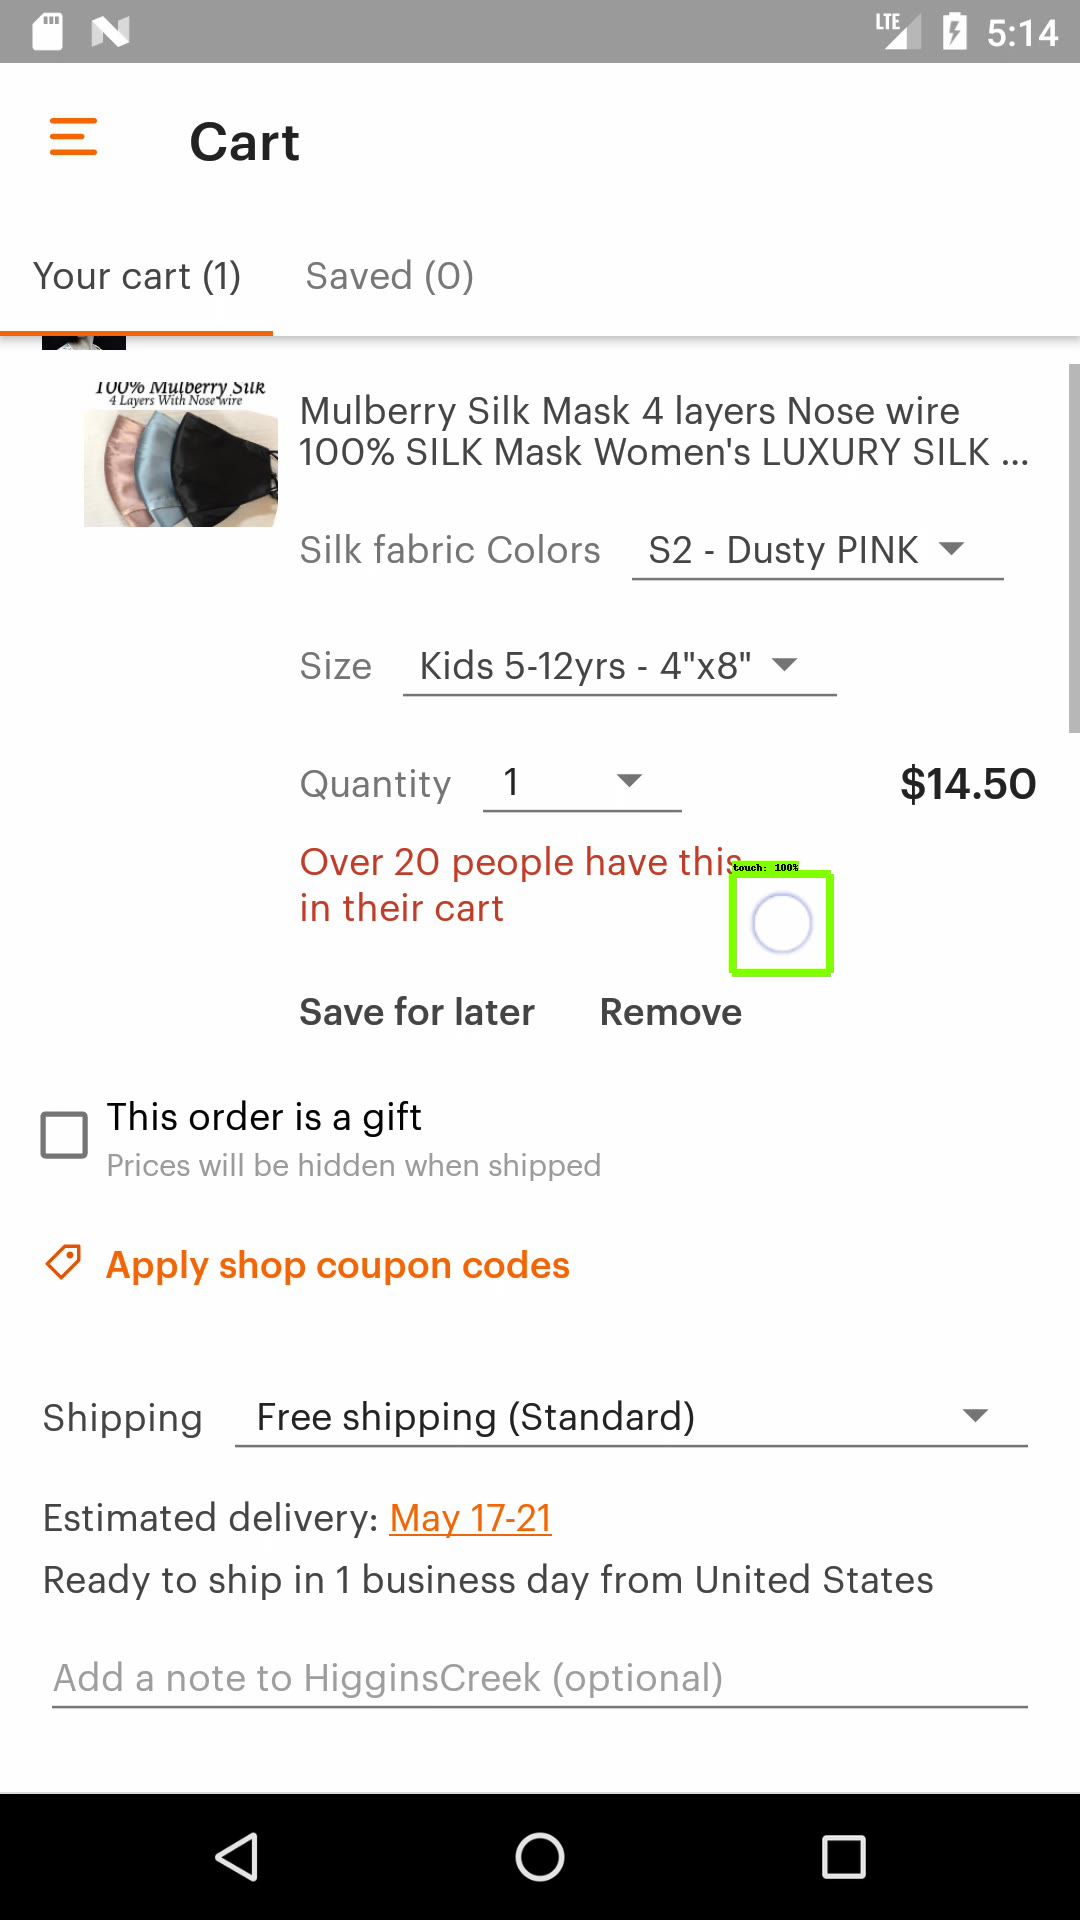 LTE 5:14
Cart
Your cart (1) Saved (0)
100% Mulberry Silk
4 Layers With Nose wire
Mulberry Silk Mask 4 layers Nose wire
100% SILK Mask Women's LUXURY SILK ...
Silk fabric Colors S2 - Dusty PINK
Size Kids 5-12yrs - 4"x8"
Quantity 1 $14.50
Over 20 people have this
in their cart
touch: 100%
Save for later Remove
This order is a gift
Prices will be hidden when shipped
Apply shop coupon codes
Shipping Free shipping (Standard)
Estimated delivery: May 17-21
Ready to ship in 1 business day from United States
Add a note to HigginsCreek (optional)